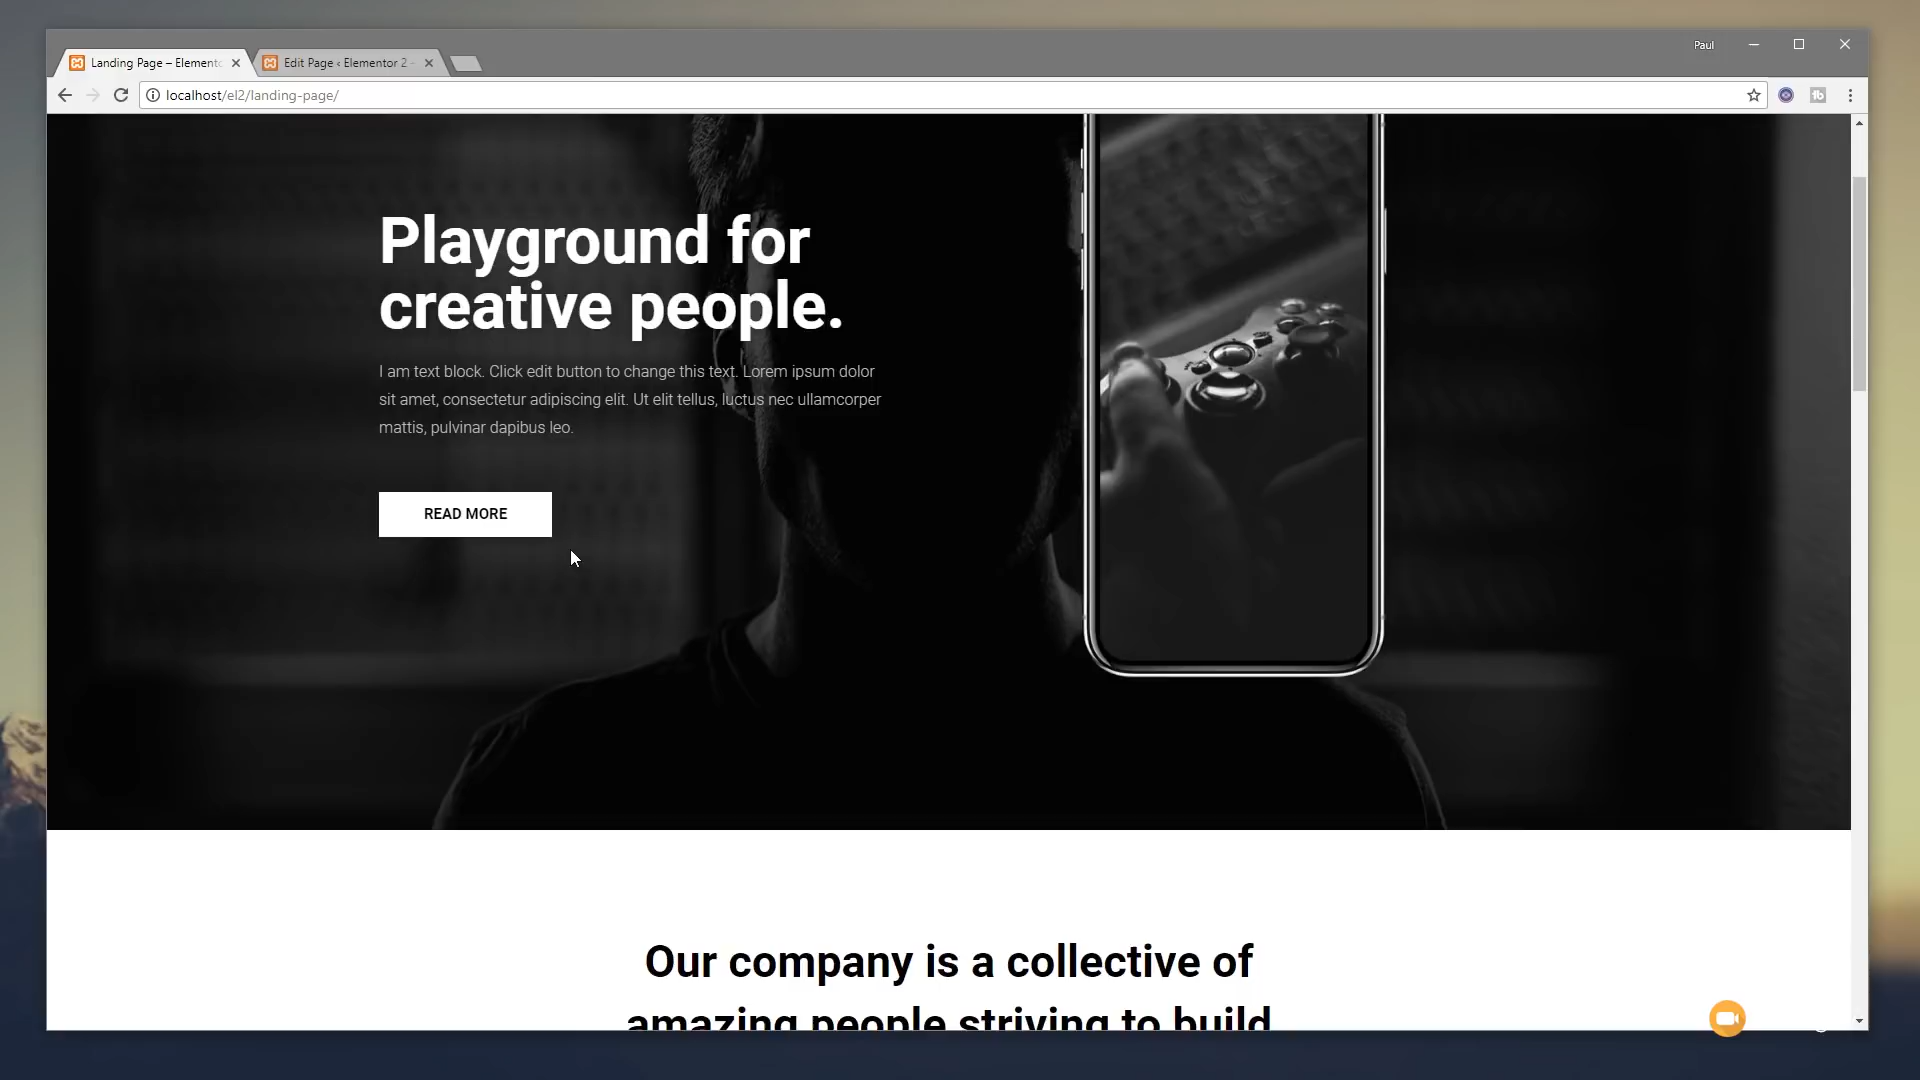 Paul
Landing Page – Element
Edit Page ‹ Elementor 2 -
localhost/el2/landing-page/
Playground for
creative people.
I am text block. Click edit button to change this text. Lorem ipsum dolor
sit amet, consectetur adipiscing elit. Ut elit tellus, luctus nec ullamcorper
mattis, pulvinar dapibus leo.
READ MORE
Our company is a collective of
amazing people striving to build